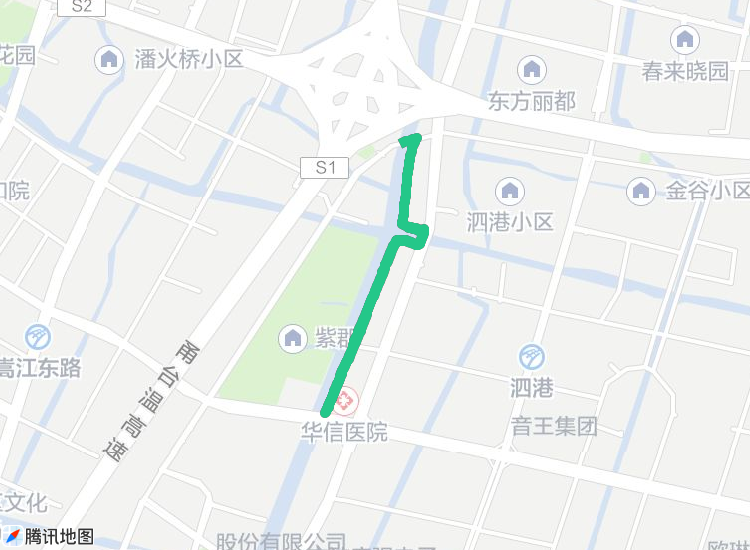 S2
花园
潘火桥小区
春来晓园
东方丽都
S1
和院
金谷小区
泗港小区
紫郡
嵩江东路
甬台温高速
泗港
音王集团
华信医院
文化
股份有限公司
腾讯地图